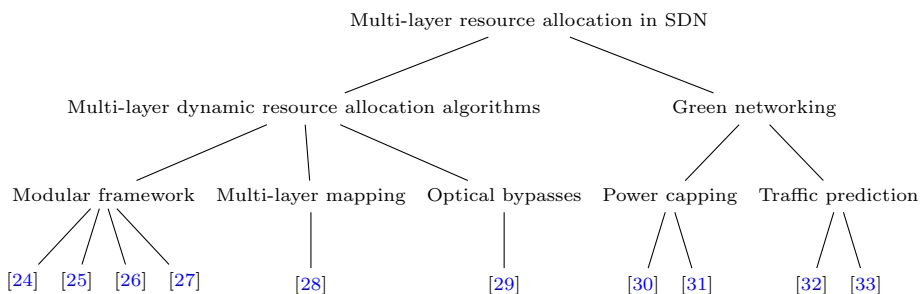 Multi-layer resource allocation in SDN
Multi-layer dynamic resource allocation algorithms Green networking
Modular framework Multi-layer mapping Optical bypasses Power capping Traffic prediction
[24] [25] [26] [27] [28] [29] [30] [31] [32] [33]